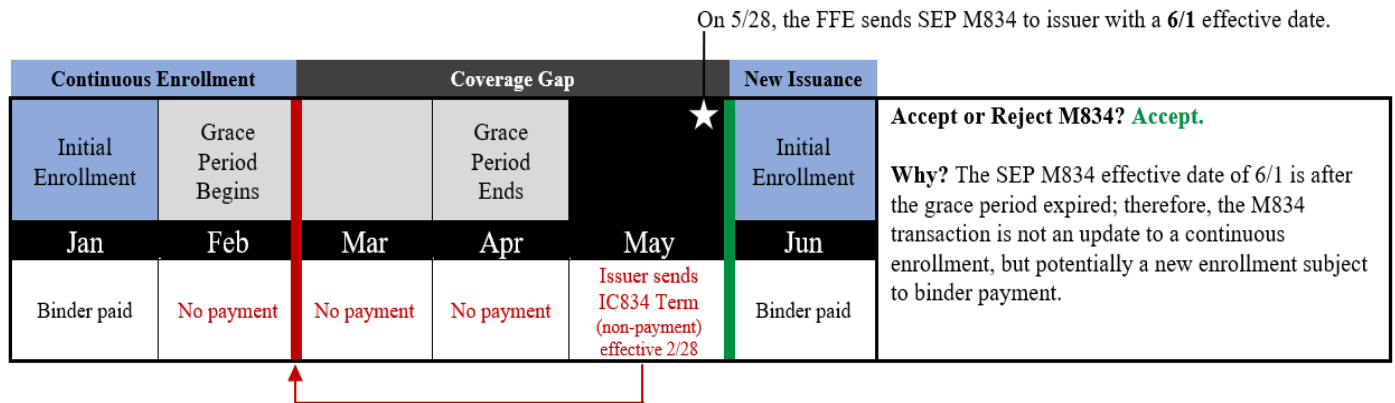 On 5/28, the FFE sends SEP M834 to issuer with a 6/1 effective date.
Continuous Enrollment
Coverage Gap
New Issuance
Initial
Enrollment
Grace
Period
Begins
Grace
Period
Ends
Initial
Enrollment
Jan
Feb
Mar
Apr
May
Jun
Binder paid
No payment
No payment
No payment
Issuer sends
IC834 Term
(non-payment)
effective 2/28
Binder paid
Accept or Reject M834? Accept.
Why? The SEP M834 effective date of 6/1 is after
the grace period expired; therefore, the M834
transaction is not an update to a continuous
enrollment, but potentially a new enrollment subject
to binder payment.